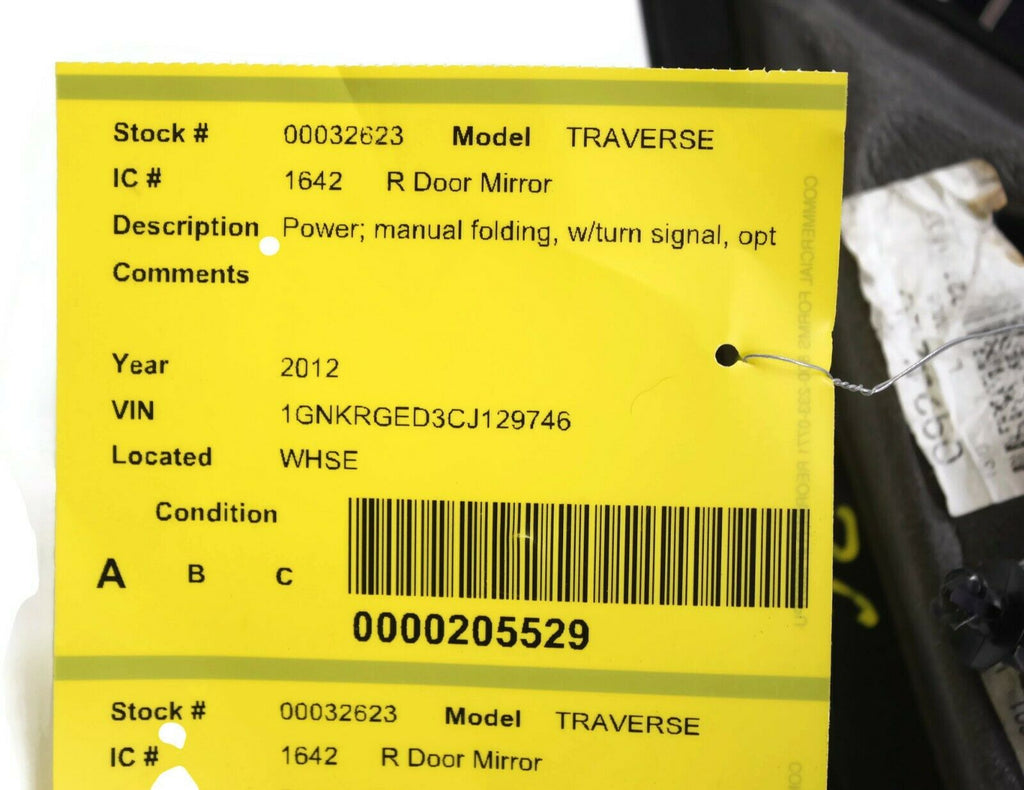 Stock # 00032623 Model TRAVERSE
IC # 1642 R Door Mirror
Description Power; manual folding, w/turn signal, opt
Comments
Year 2012
VIN 1GNKRGED3CJ129746
Located WHSE
Condition
A B C
0000205529
Stock # 00032623 Model TRAVERSE
IC # 1642 R Door Mirror